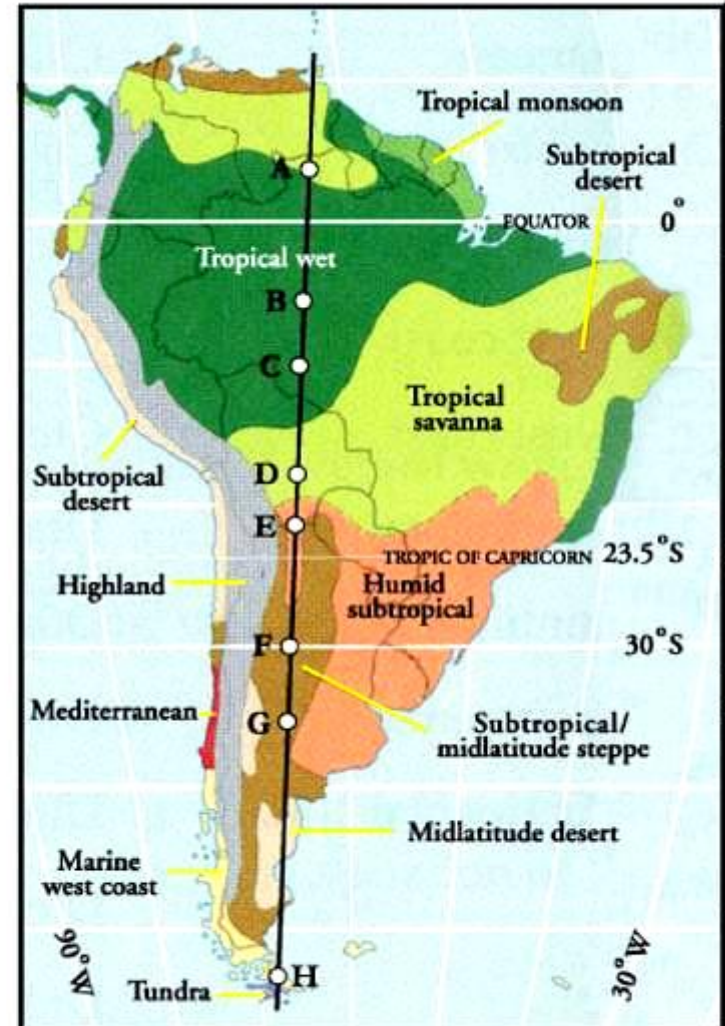 Tropical monsoon
Subtropical
desert
A
EQUATOR
0°
Tropical wet
B
C
Tropical
savanna
D
Subtropical
desert
E
TROPIC OF CAPRICORN
23.5°S
Highland
Humid
subtropical
F
30°S
Mediterranean
G
Subtropical/
midlatitude steppe
Midlatitude desert
Marine
west coast
90°W
30°W
H
Tundra